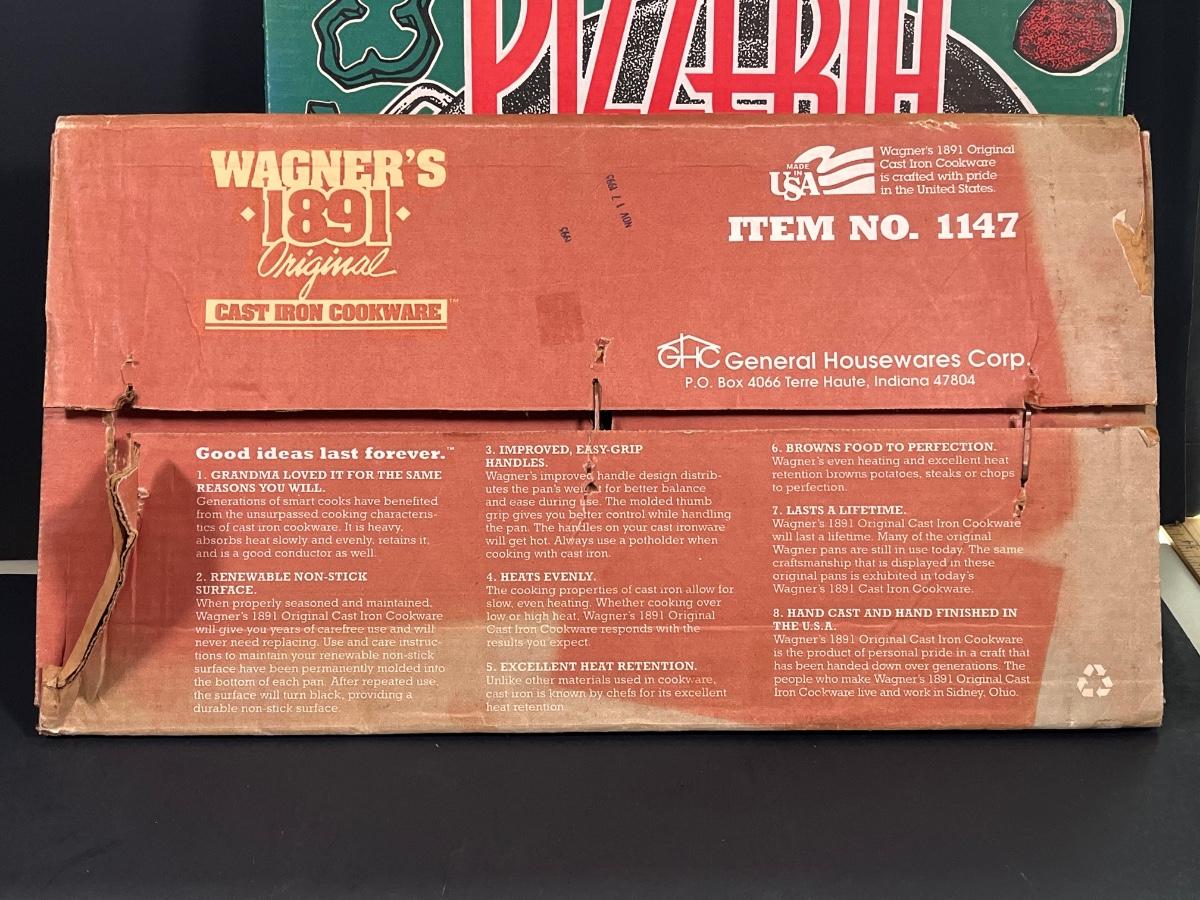 PIZZERIA
WAGNER'S
1891
Original
CAST IRON COOKWARE™
NOV 17 1995
1995
MADE
IN
USA
Wagner's 1891 Original
Cast Iron Cookware
is crafted with pride
in the United States.
ITEM NO. 1147
GHC General Housewares Corp.
P.O. Box 4066 Terre Haute, Indiana 47804
Good ideas last forever.™
1. GRANDMA LOVED IT FOR THE SAME
REASONS YOU WILL.
Generations of smart cooks have benefited
from the unsurpassed cooking characteris-
tics of cast iron cookware. It is heavy,
absorbs heat slowly and evenly, retains it,
and is a good conductor as well.
2. RENEWABLE NON-STICK
SURFACE.
When properly seasoned and maintained,
Wagner's 1891 Original Cast Iron Cookware
will give you years of carefree use and will
never need replacing. Use and care instruc-
tions to maintain your renewable non-stick
surface have been permanently molded into
the bottom of each pan. After repeated use,
the surface will turn black, providing a
durable non-stick surface.
3. IMPROVED, EASY-GRIP
HANDLES.
Wagner's improved handle design distrib-
utes the pan's weight for better balance
and ease during use. The molded thumb
grip gives you better control while handling
the pan. The handles on your cast ironware
will get hot. Always use a potholder when
cooking with cast iron.
4. HEATS EVENLY.
The cooking properties of cast iron allow for
slow, even heating. Whether cooking over
low or high heat, Wagner's 1891 Original
Cast Iron Cookware responds with the
results you expect.
5. EXCELLENT HEAT RETENTION.
Unlike other materials used in cookware,
cast iron is known by chefs for its excellent
heat retention.
6. BROWNS FOOD TO PERFECTION.
Wagner's even heating and excellent heat
retention browns potatoes, steaks or chops
to perfection.
7. LASTS A LIFETIME.
Wagner's 1891 Original Cast Iron Cookware
will last a lifetime. Many of the original
Wagner pans are still in use today. The same
craftsmanship that is displayed in these
original pans is exhibited in today's
Wagner's 1891 Cast Iron Cookware.
8. HAND CAST AND HAND FINISHED IN
THE U.S.A.
Wagner's 1891 Original Cast Iron Cookware
is the product of personal pride in a craft that
has been handed down over generations. The
people who make Wagner's 1891 Original Cast
Iron Cookware live and work in Sidney, Ohio.